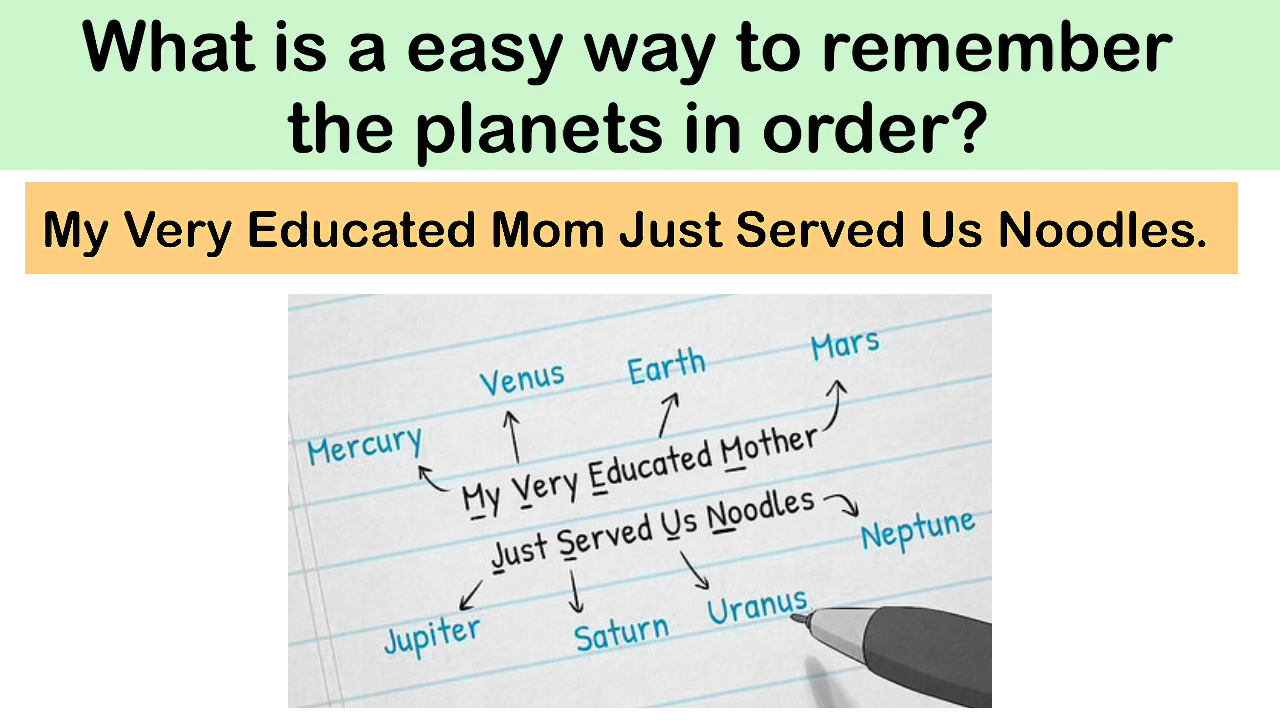 What is a easy way to remember
the planets in order?
My Very Educated Mom Just Served Us Noodles.
Mars
Venus Earth
Mercury
My Very Educated Mother
Just Served Us Noodles
Neptune
Jupiter Saturn Uranus